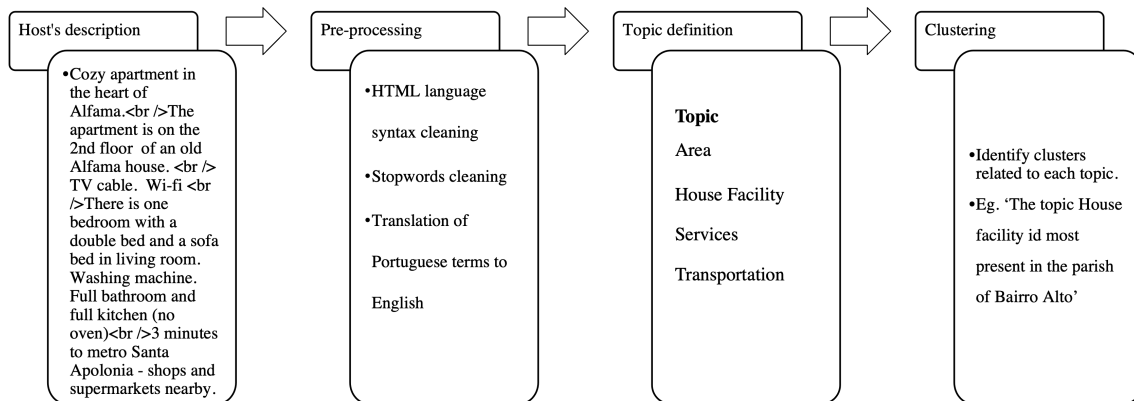 Host's description
•Cozy apartment in
the heart of
Alfama.<br />The
apartment is on the
2nd floor of an old
Alfama house. <br />
TV cable. Wi-fi <br
/>There is one
bedroom with a
double bed and a sofa
bed in living room.
Washing machine.
Full bathroom and
full kitchen (no
oven)<br />3 minutes
to metro Santa
Apolonia - shops and
supermarkets nearby.
Pre-processing
•HTML language
syntax cleaning
•Stopwords cleaning
•Translation of
Portuguese terms to
English
Topic definition
Topic
Area
House Facility
Services
Transportation
Clustering
•Identify clusters
related to each topic.
•Eg. ‘The topic House
facility id most
present in the parish
of Bairro Alto’